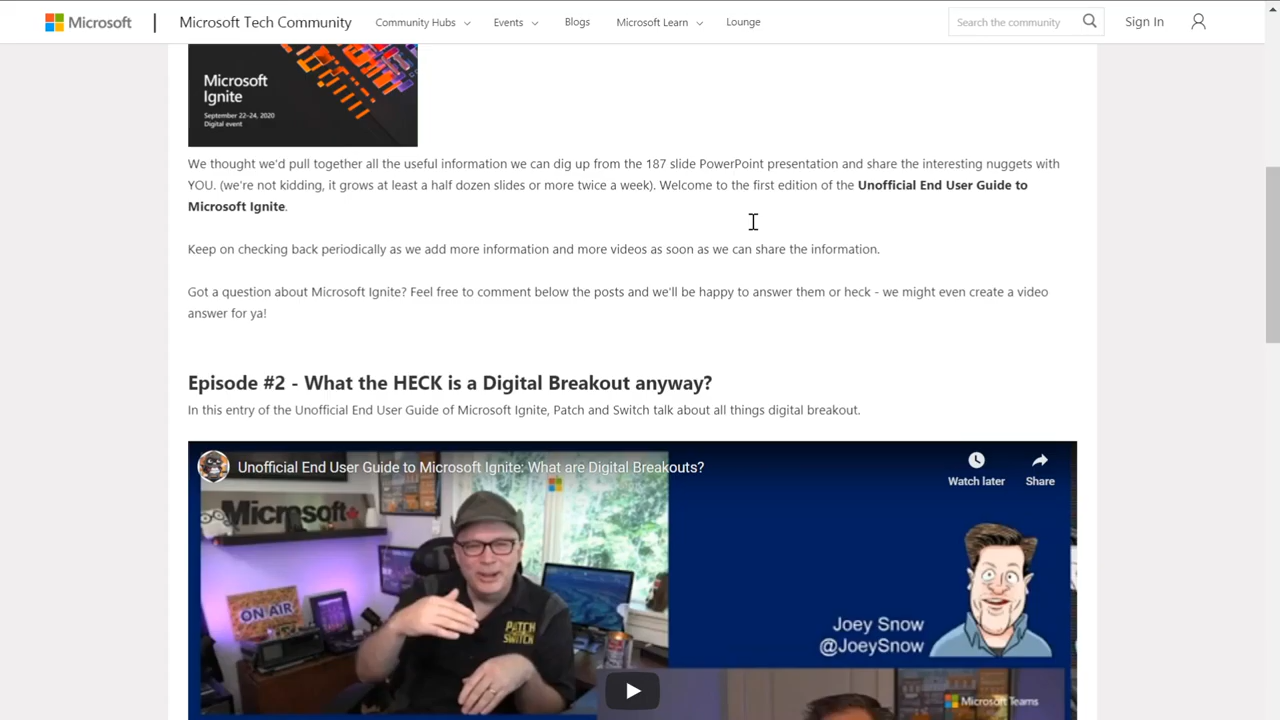 Microsoft Microsoft Tech Community Community Hubs Events Blogs Microsoft Learn Lounge Search the community Sign In
Microsoft
Ignite
September 22–24, 2020
Digital event
We thought we'd pull together all the useful information we can dig up from the 187 slide PowerPoint presentation and share the interesting nuggets with
YOU. (we're not kidding, it grows at least a half dozen slides or more twice a week). Welcome to the first edition of the Unofficial End User Guide to
Microsoft Ignite.
Keep on checking back periodically as we add more information and more videos as soon as we can share the information.
Got a question about Microsoft Ignite? Feel free to comment below the posts and we'll be happy to answer them or heck - we might even create a video
answer for ya!
Episode #2 - What the HECK is a Digital Breakout anyway?
In this entry of the Unofficial End User Guide of Microsoft Ignite, Patch and Switch talk about all things digital breakout.
Unofficial End User Guide to Microsoft Ignite: What are Digital Breakouts?
Watch later Share
Microsoft
ON AIR
PATCH
SWITCH
Joey Snow
@JoeySnow
Microsoft Teams